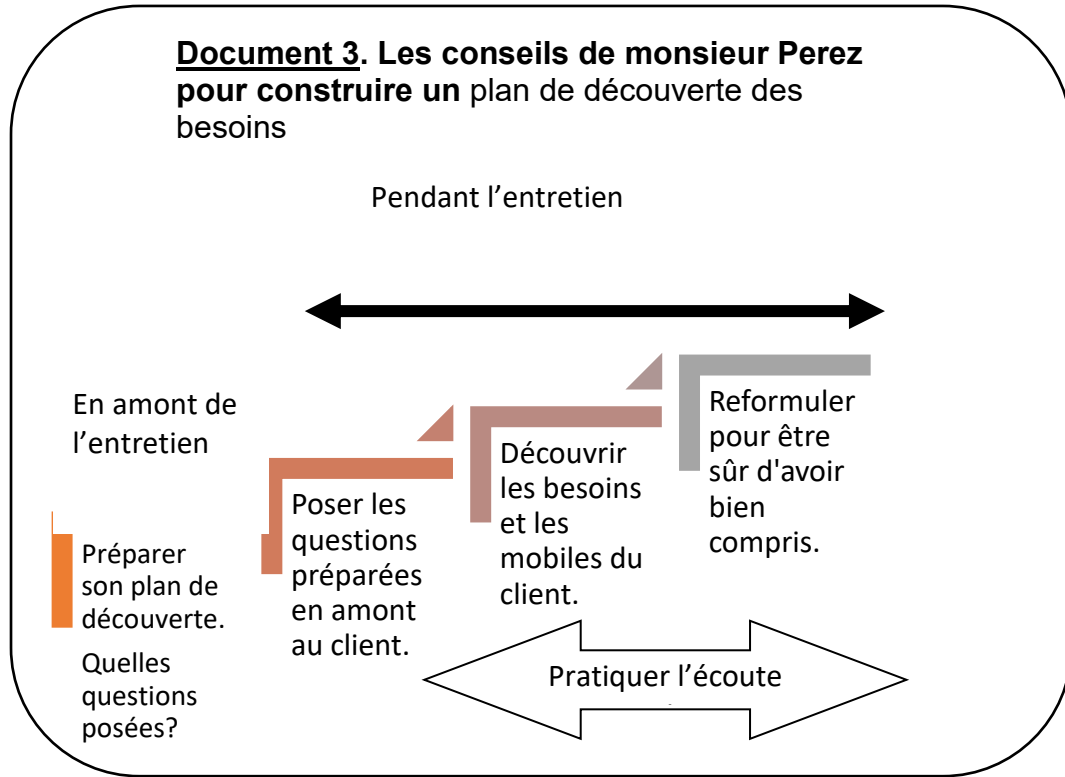 Document 3. Les conseils de monsieur Perez
pour construire un plan de découverte des
besoins
Pendant l’entretien
En amont de
l’entretien
Préparer
son plan de
découverte.
Quelles
questions
posées?
Poser les
questions
préparées
en amont
au client.
Découvrir
les besoins
et les
mobiles du
client.
Reformuler
pour être
sûr d'avoir
bien
compris.
Pratiquer l’écoute